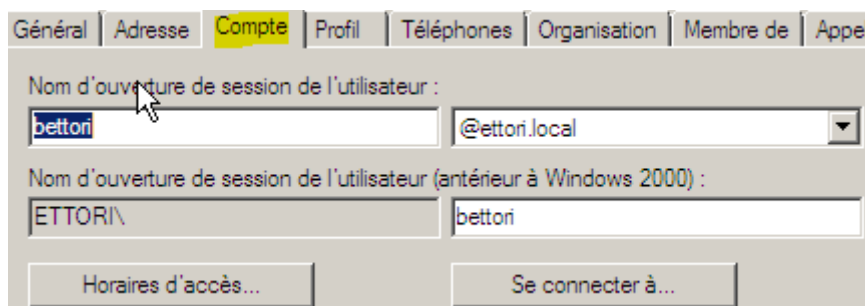 Général Adresse Compte Profil Téléphones Organisation Membre de Appe
Nom d'ouverture de session de l'utilisateur :
bettori @ettori.local
Nom d'ouverture de session de l'utilisateur (antérieur à Windows 2000) :
ETTORI\ bettori
Horaires d'accès... Se connecter à...